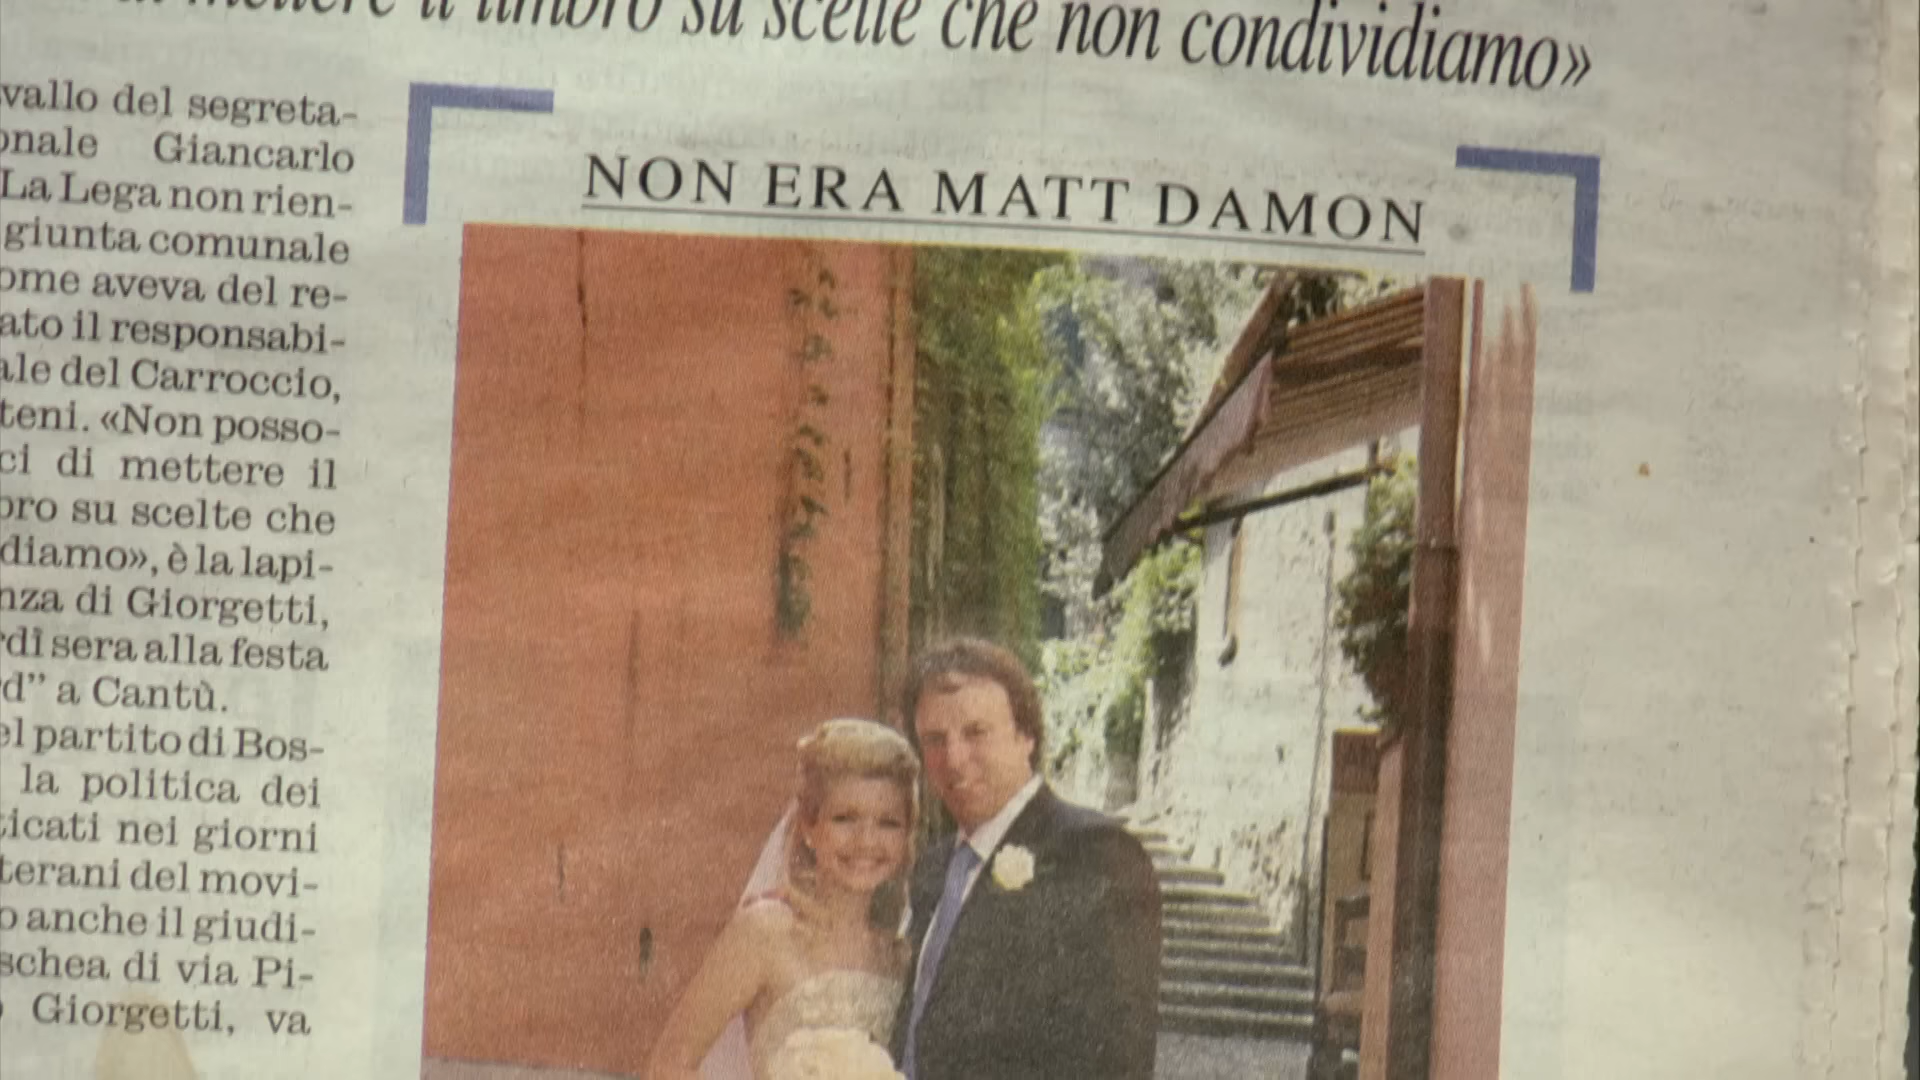 di mettere il timbro su scelte che non condividiamo»
vallo del segreta-
onale Giancarlo
La Lega non rien-
giunta comunale
ome aveva del re-
ato il responsabi-
ale del Carroccio,
teni. «Non posso-
ci di mettere il
bro su scelte che
diamo», è la lapi-
nza di Giorgetti,
rdì sera alla festa
d” a Cantù.
el partito di Bos-
la politica dei
icati nei giorni
terani del movi-
o anche il giudi-
schea di via Pi-
Giorgetti, va
NON ERA MATT DAMON